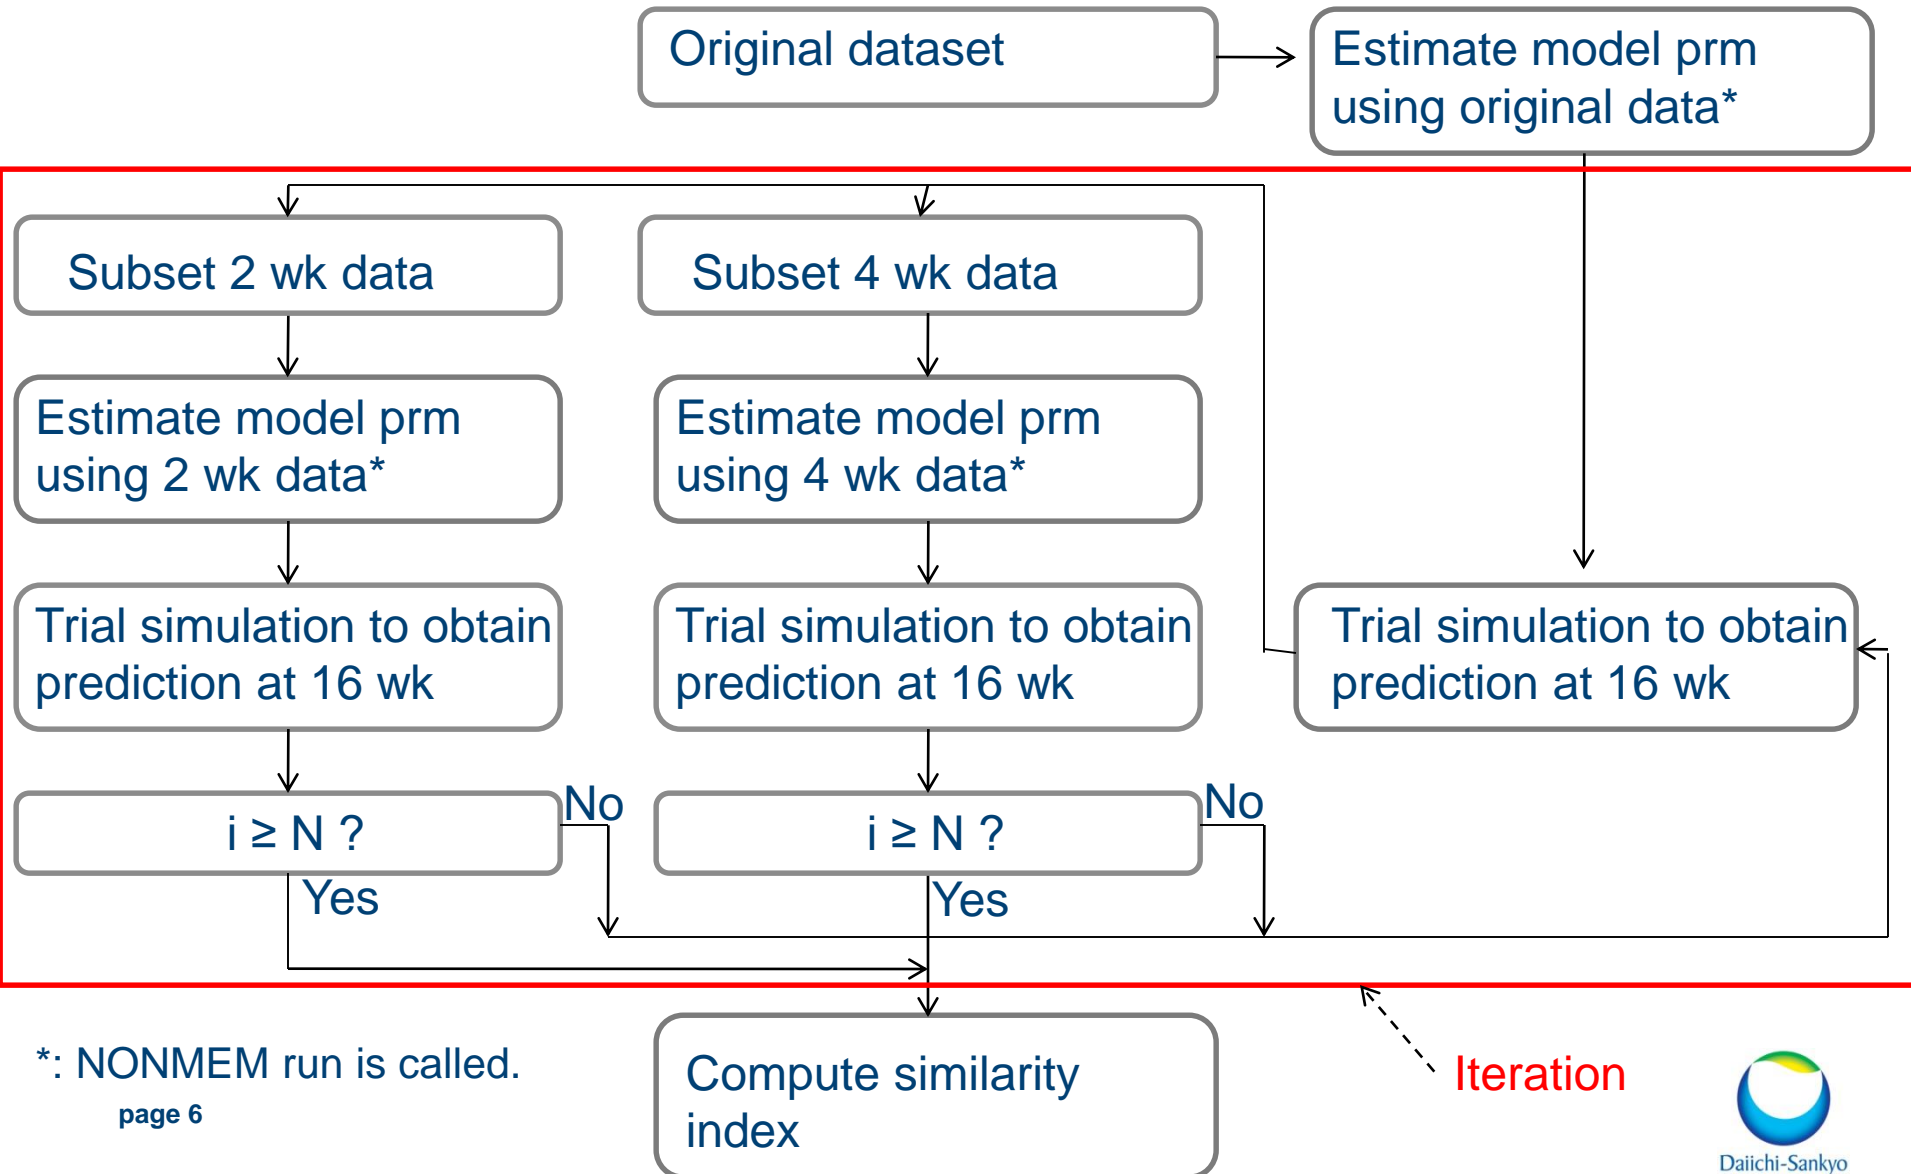 Original dataset
Estimate model prm
using original data*
Subset 2 wk data
Subset 4 wk data
Estimate model prm
using 2 wk data*
Estimate model prm
using 4 wk data*
Trial simulation to obtain
prediction at 16 wk
Trial simulation to obtain
prediction at 16 wk
Trial simulation to obtain
prediction at 16 wk
i ≥ N ?
No
i ≥ N ?
No
Yes
Yes
*: NONMEM run is called.
page 6
Compute similarity
index
Iteration
Daiichi-Sankyo